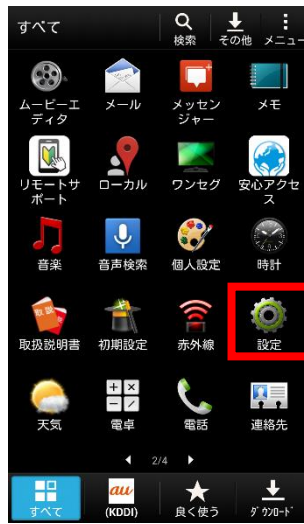 すべて
検索 その他 メニュー
ムービーエ
ディタ
メール
メッセン
ジャー
メモ
リモートサ
ポート
ローカル
ワンセグ
安心アクセ
ス
音楽
音声検索
個人設定
時計
取扱説明書
初期設定
赤外線
設定
天気
電卓
電話
連絡先
2/4
すべて
au
(KDDI)
良く使う
ダウンロード